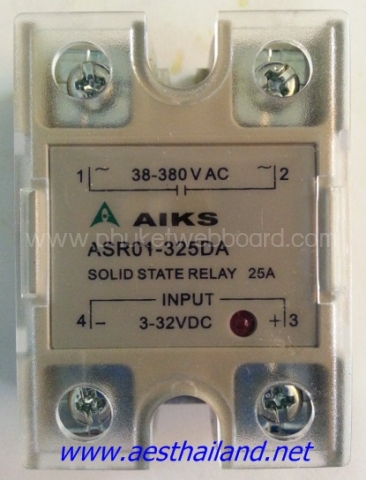 1 ~ 38-380 V AC ~ 2
AIKS
www.phuketwebboard.com
ASR01-325DA
SOLID STATE RELAY 25A
INPUT
4 – 3-32VDC + 3
www.aesthailand.net